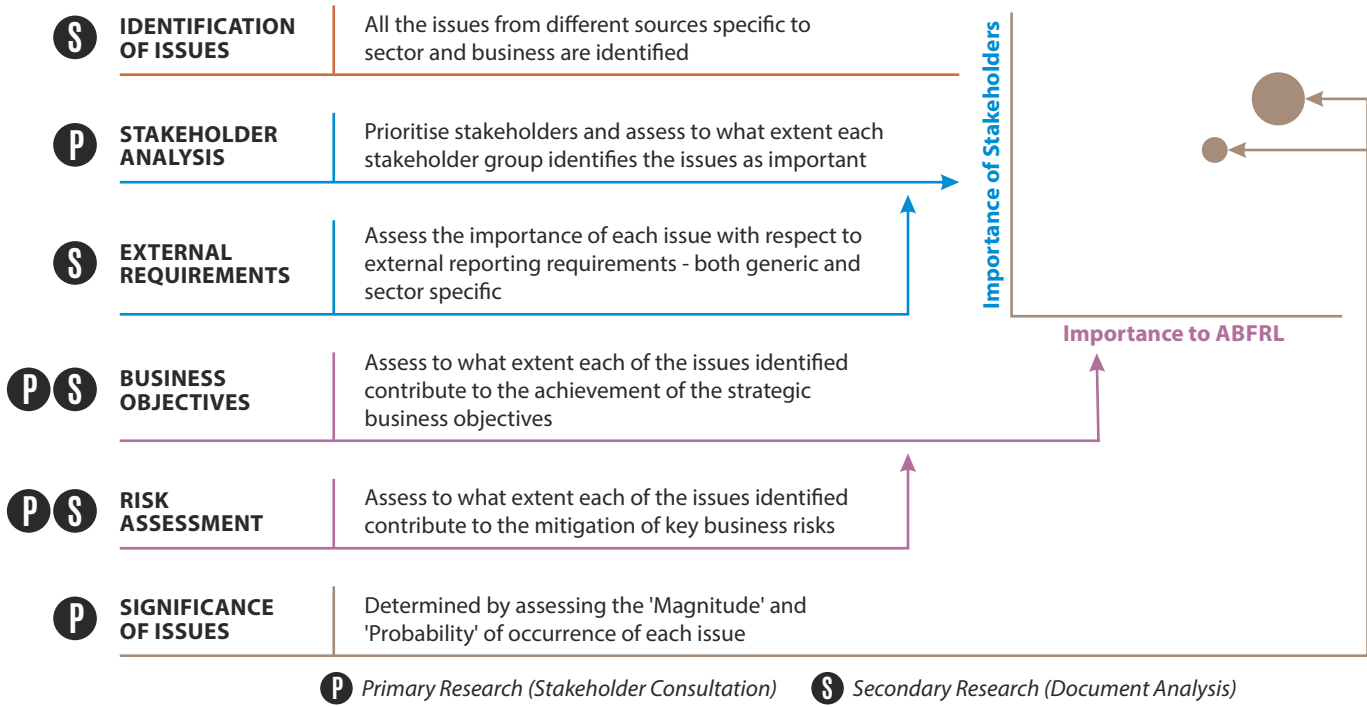 S
IDENTIFICATION
OF ISSUES
All the issues from different sources specific to
sector and business are identified
P
STAKEHOLDER
ANALYSIS
Prioritise stakeholders and assess to what extent each
stakeholder group identifies the issues as important
S
EXTERNAL
REQUIREMENTS
Assess the importance of each issue with respect to
external reporting requirements - both generic and
sector specific
P S
BUSINESS
OBJECTIVES
Assess to what extent each of the issues identified
contribute to the achievement of the strategic
business objectives
P S
RISK
ASSESSMENT
Assess to what extent each of the issues identified
contribute to the mitigation of key business risks
P
SIGNIFICANCE
OF ISSUES
Determined by assessing the 'Magnitude' and
'Probability' of occurrence of each issue
Importance of Stakeholders
Importance to ABFRL
P Primary Research (Stakeholder Consultation)
S Secondary Research (Document Analysis)